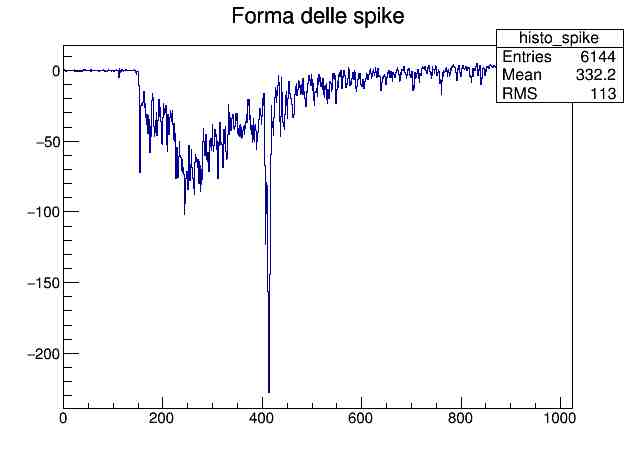 Forma delle spike
histo_spike
Entries 6144
Mean 332.2
RMS 113
0
−50
−100
−150
−200
0 200 400 600 800 1000